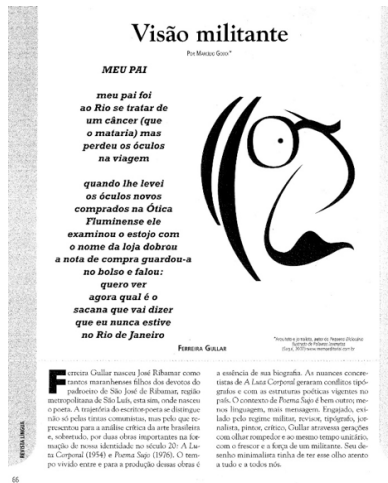 Visão militante
MEU PAI
meu pai foi
ao Rio se tratar de
um câncer (que
o mataria) mas
perdeu os óculos
na viagem
quando lhe levei
os óculos novos
comprados na Ótica
Fluminense ele
examinou o estojo com
o nome da loja dobrou
a nota de compra guardou-a
no bolso e falou:
quero ver
agora qual é o
sacana que vai dizer
que eu nunca estive
no Rio de Janeiro
FERREIRA GULLAR
Ferreira Gullar nasceu José Ribamar como
tantos maranhenses filhos dos devotos do
padroeiro de São José de Ribamar, região
metropolitana de São Luís, esta sim, onde nasceu
o poeta. A trajetória do escritor-poeta se distingue
não só pelas tintas comunistas, mas pelo que re-
presentou para a análise crítica da arte brasileira
e, sobretudo, por duas obras importantes na for-
mação de nossa identidade no século 20: A Lu-
ta Corporal (1954) e Poema Sujo (1976). O tem-
po vivido entre e para a produção dessas obras é
a essência de sua biografia. As nuances concre-
tistas de A Luta Corporal geraram conflitos tipó-
grafos e com as estruturas poéticas vigentes no
país. O contexto de Poema Sujo é bem outro; me-
nos linguagem, mais mensagem. Engajado, exi-
lado pelo regime militar, revisor, tipógrafo, jor-
nalista, pintor, crítico, Gullar atravessa gerações
com olhar rompedor e ao mesmo tempo unitário,
com o frescor e a força de um militante. Seu de-
senho minimalista tinha de ter esse olho atento
a tudo e a todos nós.
REVISTA LÍNGUA
66